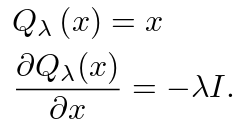 Q_λ (x) = x
∂Q_λ(x)/∂x = −λI.